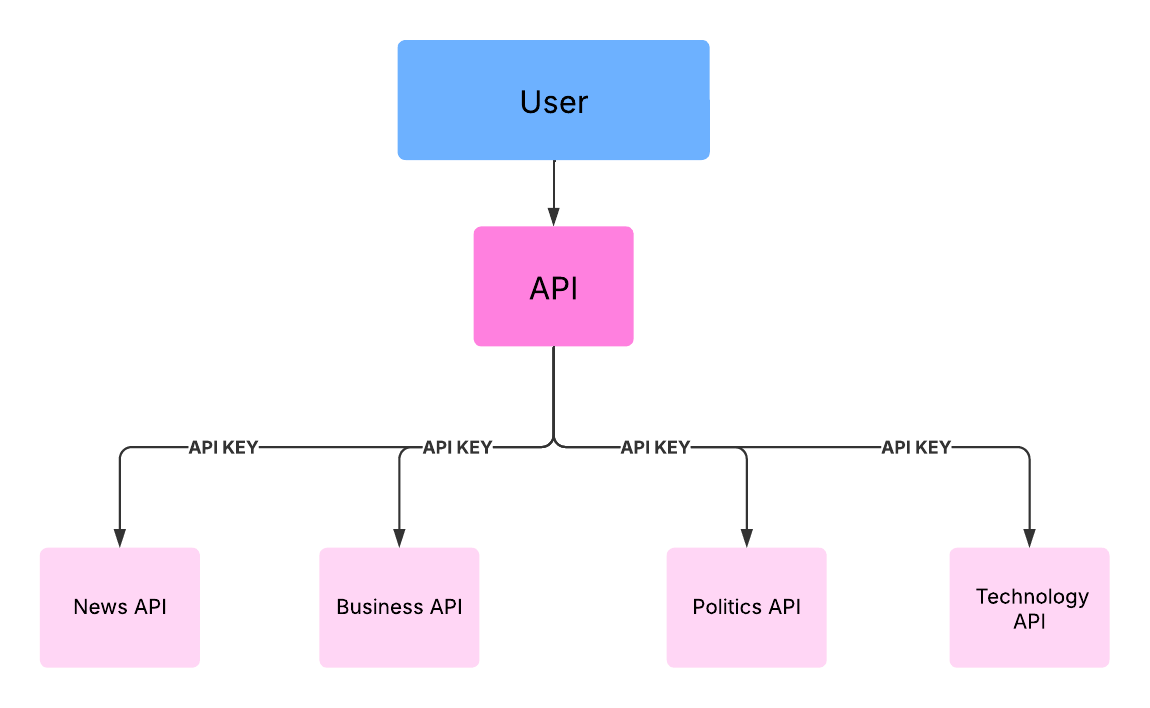 User
API
API KEY
API KEY
API KEY
API KEY
News API
Business API
Politics API
Technology
API